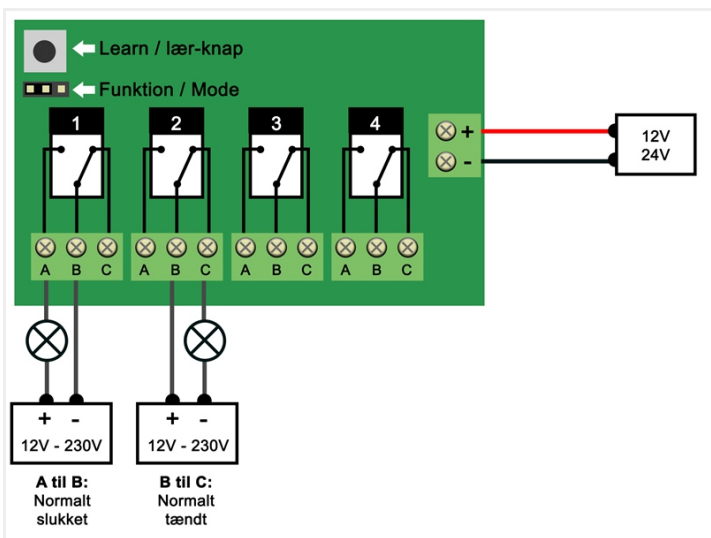 Learn / lær-knap
Funktion / Mode
1 2 3 4
+
-
12V
24V
A B C A B C A B C A B C
+ - + -
12V - 230V 12V - 230V
A til B:
Normalt
slukket
B til C:
Normalt
tændt